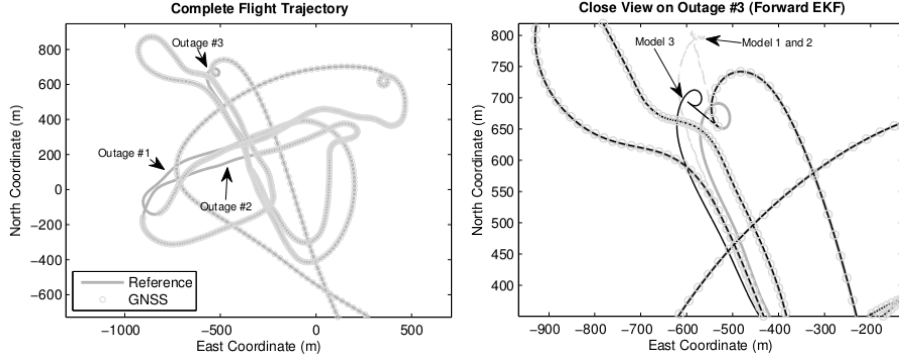 Complete Flight Trajectory
800
600
400
200
0
−200
−400
−600
−1000
−500
0
500
North Coordinate (m)
East Coordinate (m)
Outage #3
Outage #1
Outage #2
Reference
GNSS
Close View on Outage #3 (Forward EKF)
800
750
700
650
600
550
500
450
400
−900
−800
−700
−600
−500
−400
−300
−200
North Coordinate (m)
East Coordinate (m)
Model 3
Model 1 and 2